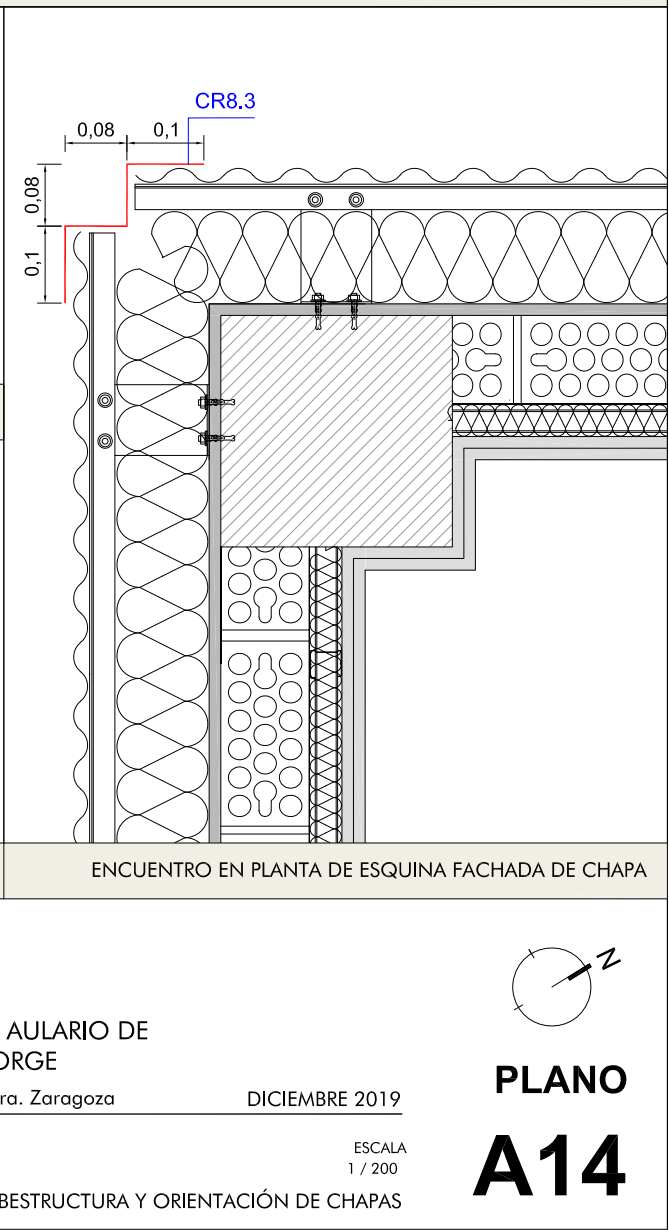 CR8.3
0,08 0,1
0,08
0,1
ENCUENTRO EN PLANTA DE ESQUINA FACHADA DE CHAPA
N
AULARIO DE
ORGE
ra. Zaragoza
DICIEMBRE 2019
PLANO
ESCALA
1 / 200
A14
BESTRUCTURA Y ORIENTACIÓN DE CHAPAS